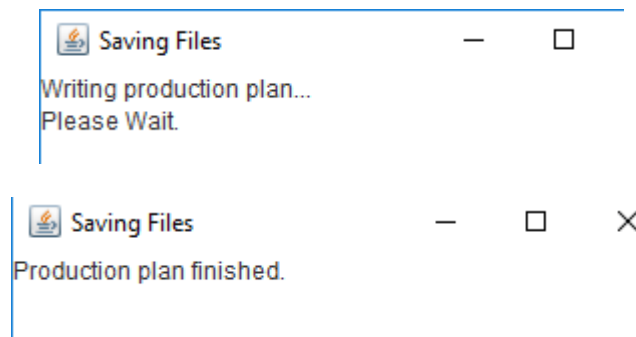 Saving Files
Writing production plan...
Please Wait.
Saving Files
Production plan finished.